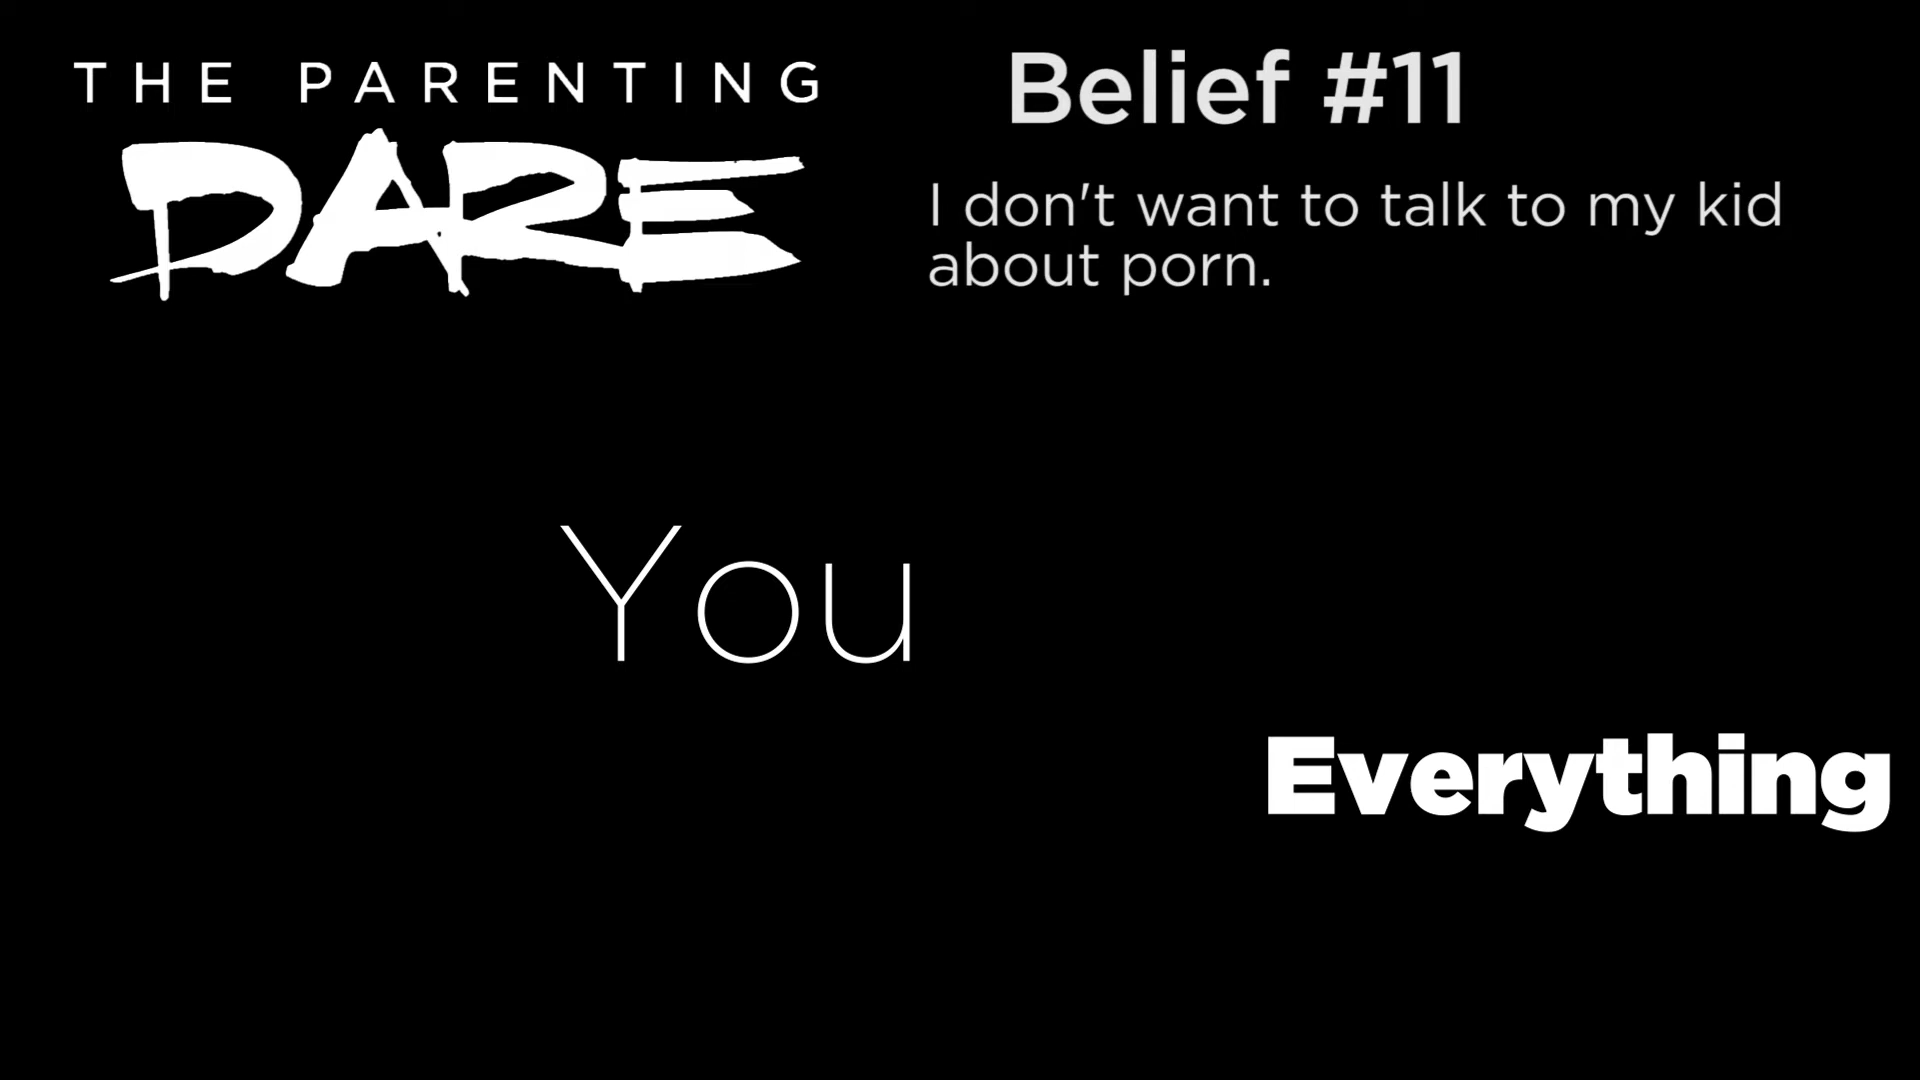 THE PARENTING
DARE
Belief #11
I don't want to talk to my kid
about porn.
You
Everything